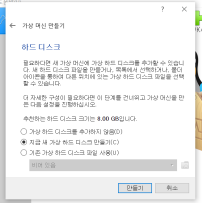 가상 머신 만들기
하드 디스크
필요하다면 새 가상 머신에 가상 하드 디스크를 추가할 수 있습니
다. 새 하드 디스크 파일을 만들거나, 목록에서 선택하거나, 폴더
아이콘을 통하여 다른 위치에 있는 가상 하드 디스크 파일을 선택
할 수 있습니다.
더 자세한 구성이 필요하다면 이 단계를 건너뛰고 가상 머신을 만
든 다음 설정을 진행하십시오.
추천하는 하드 디스크 크기는 8.00 GB입니다.
가상 하드 디스크를 추가하지 않음(D)
지금 새 가상 하드 디스크 만들기(C)
기존 가상 하드 디스크 파일 사용(U)
비어 있음
만들기 취소